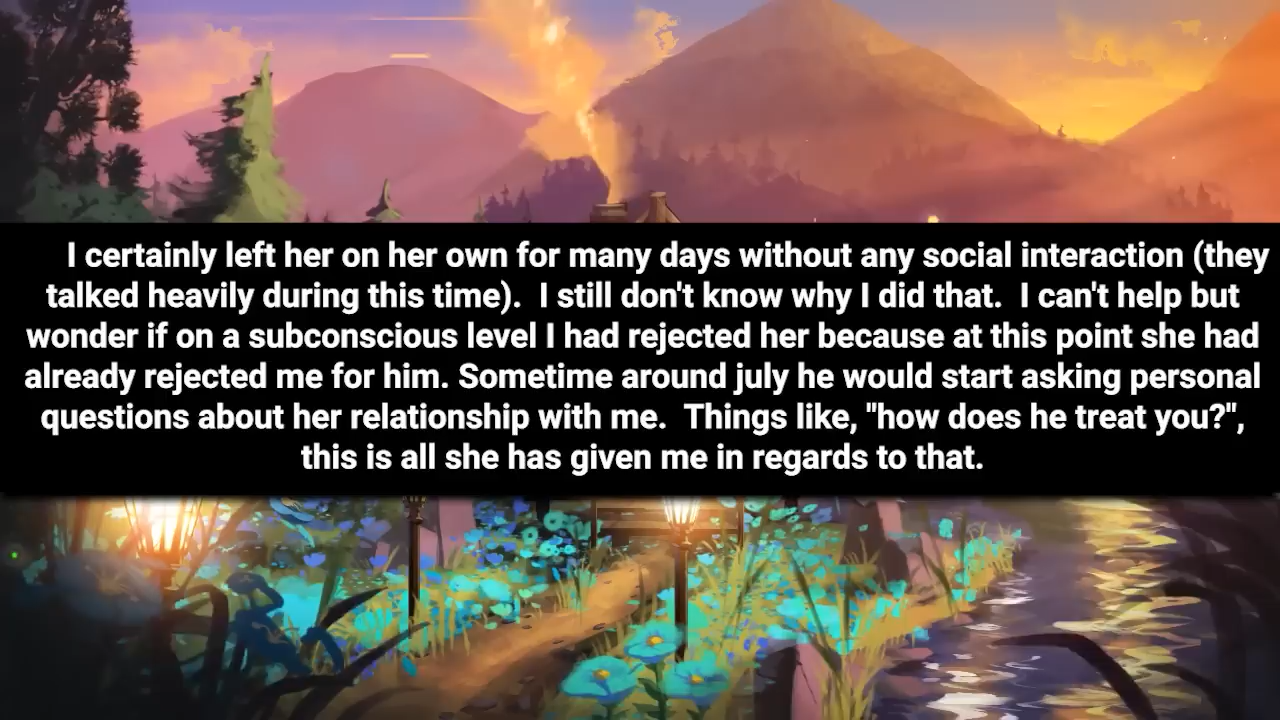 I certainly left her on her own for many days without any social interaction (they
talked heavily during this time).  I still don't know why I did that.  I can't help but
wonder if on a subconscious level I had rejected her because at this point she had
already rejected me for him. Sometime around july he would start asking personal
questions about her relationship with me.  Things like, "how does he treat you?",
this is all she has given me in regards to that.